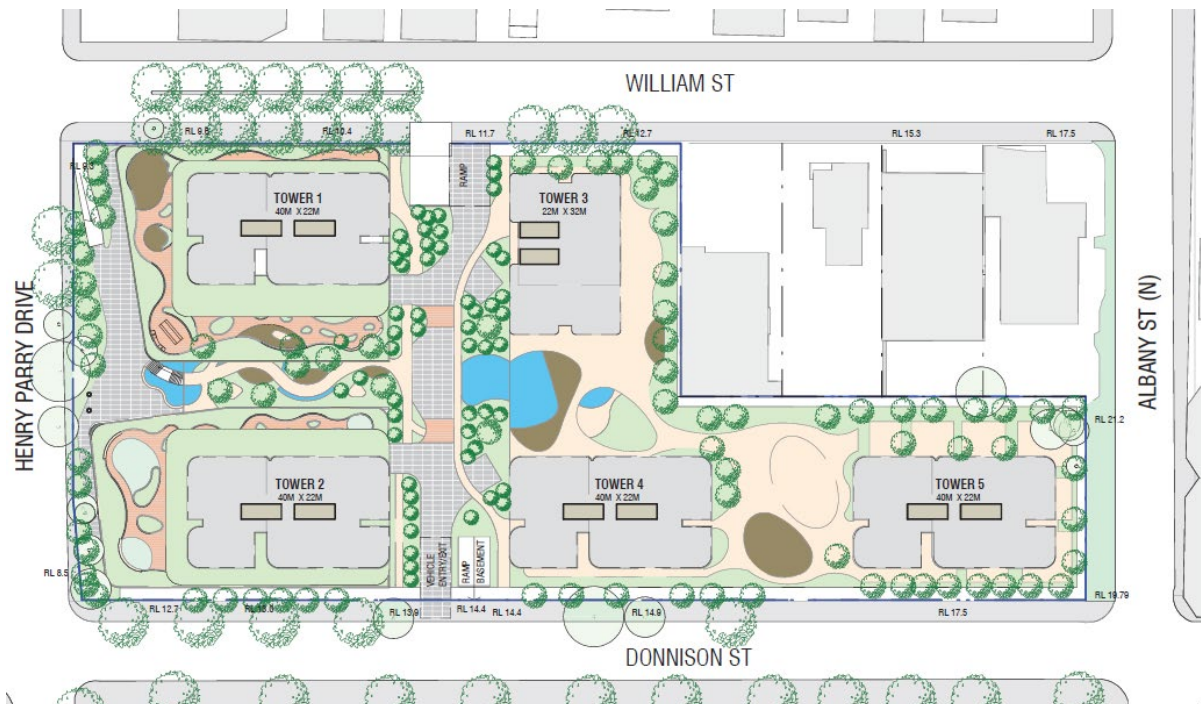 WILLIAM ST
RL 9.8
RL 10.4
RL 11.7
RL 12.7
RL 15.3
RL 17.5
RL 9.3
RAMP
TOWER 1
40M X 22M
TOWER 3
22M X 32M
HENRY PARRY DRIVE
ALBANY ST (N)
RL 21.2
TOWER 2
40M X 22M
TOWER 4
40M X 22M
TOWER 5
40M X 22M
VEHICLE
ENTRY/EXIT
RAMP
BASEMENT
RL 8.5
RL 12.7
RL 13.9
RL 14.4
RL 14.4
RL 14.9
RL 17.5
RL 19.79
DONNISON ST